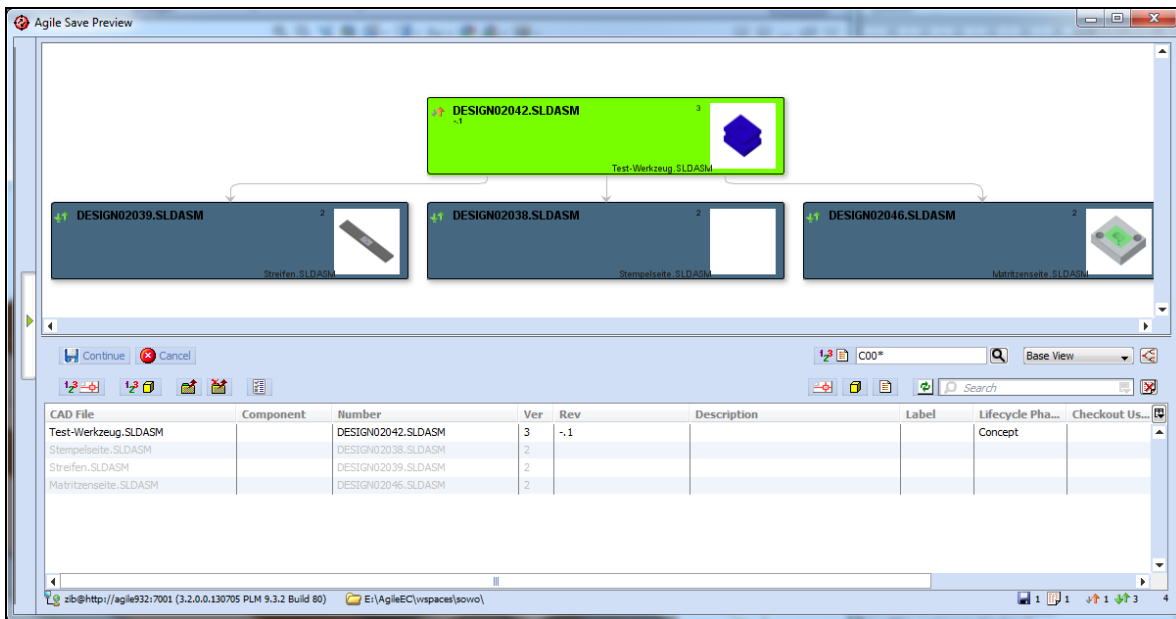 Agile Save Preview
DESIGN02042.SLDASM 3
-.1
Test-Werkzeug.SLDASM
DESIGN02039.SLDASM 2
Streifen.SLDASM
DESIGN02038.SLDASM 2
Stempelseite.SLDASM
DESIGN02046.SLDASM 2
Matritzenseite.SLDASM
Continue Cancel C00* Base View
Search
CAD File Component Number Ver Rev Description Label Lifecycle Pha... Checkout Us...
Test-Werkzeug.SLDASM DESIGN02042.SLDASM 3 -.1 Concept
Stempelseite.SLDASM DESIGN02038.SLDASM 2
Streifen.SLDASM DESIGN02039.SLDASM 2
Matritzenseite.SLDASM DESIGN02046.SLDASM 2
zib@http://agile932:7001 (3.2.0.0.130705 PLM 9.3.2 Build 80) E:\AgileEC\wspaces\sowo\ 1 1 1 3 4